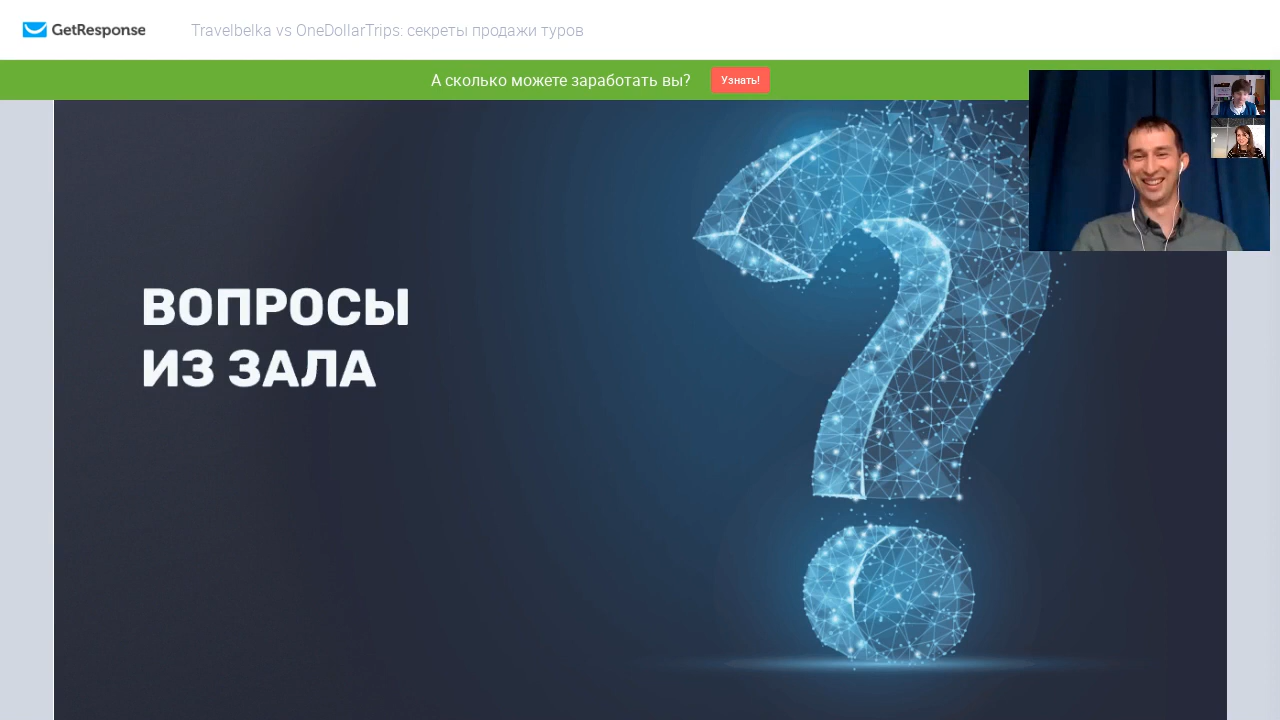 GetResponse
Travelbelka vs OneDollarTrips: секреты продажи туров
А сколько можете заработать вы?
Узнать!
ВОПРОСЫ
ИЗ ЗАЛА